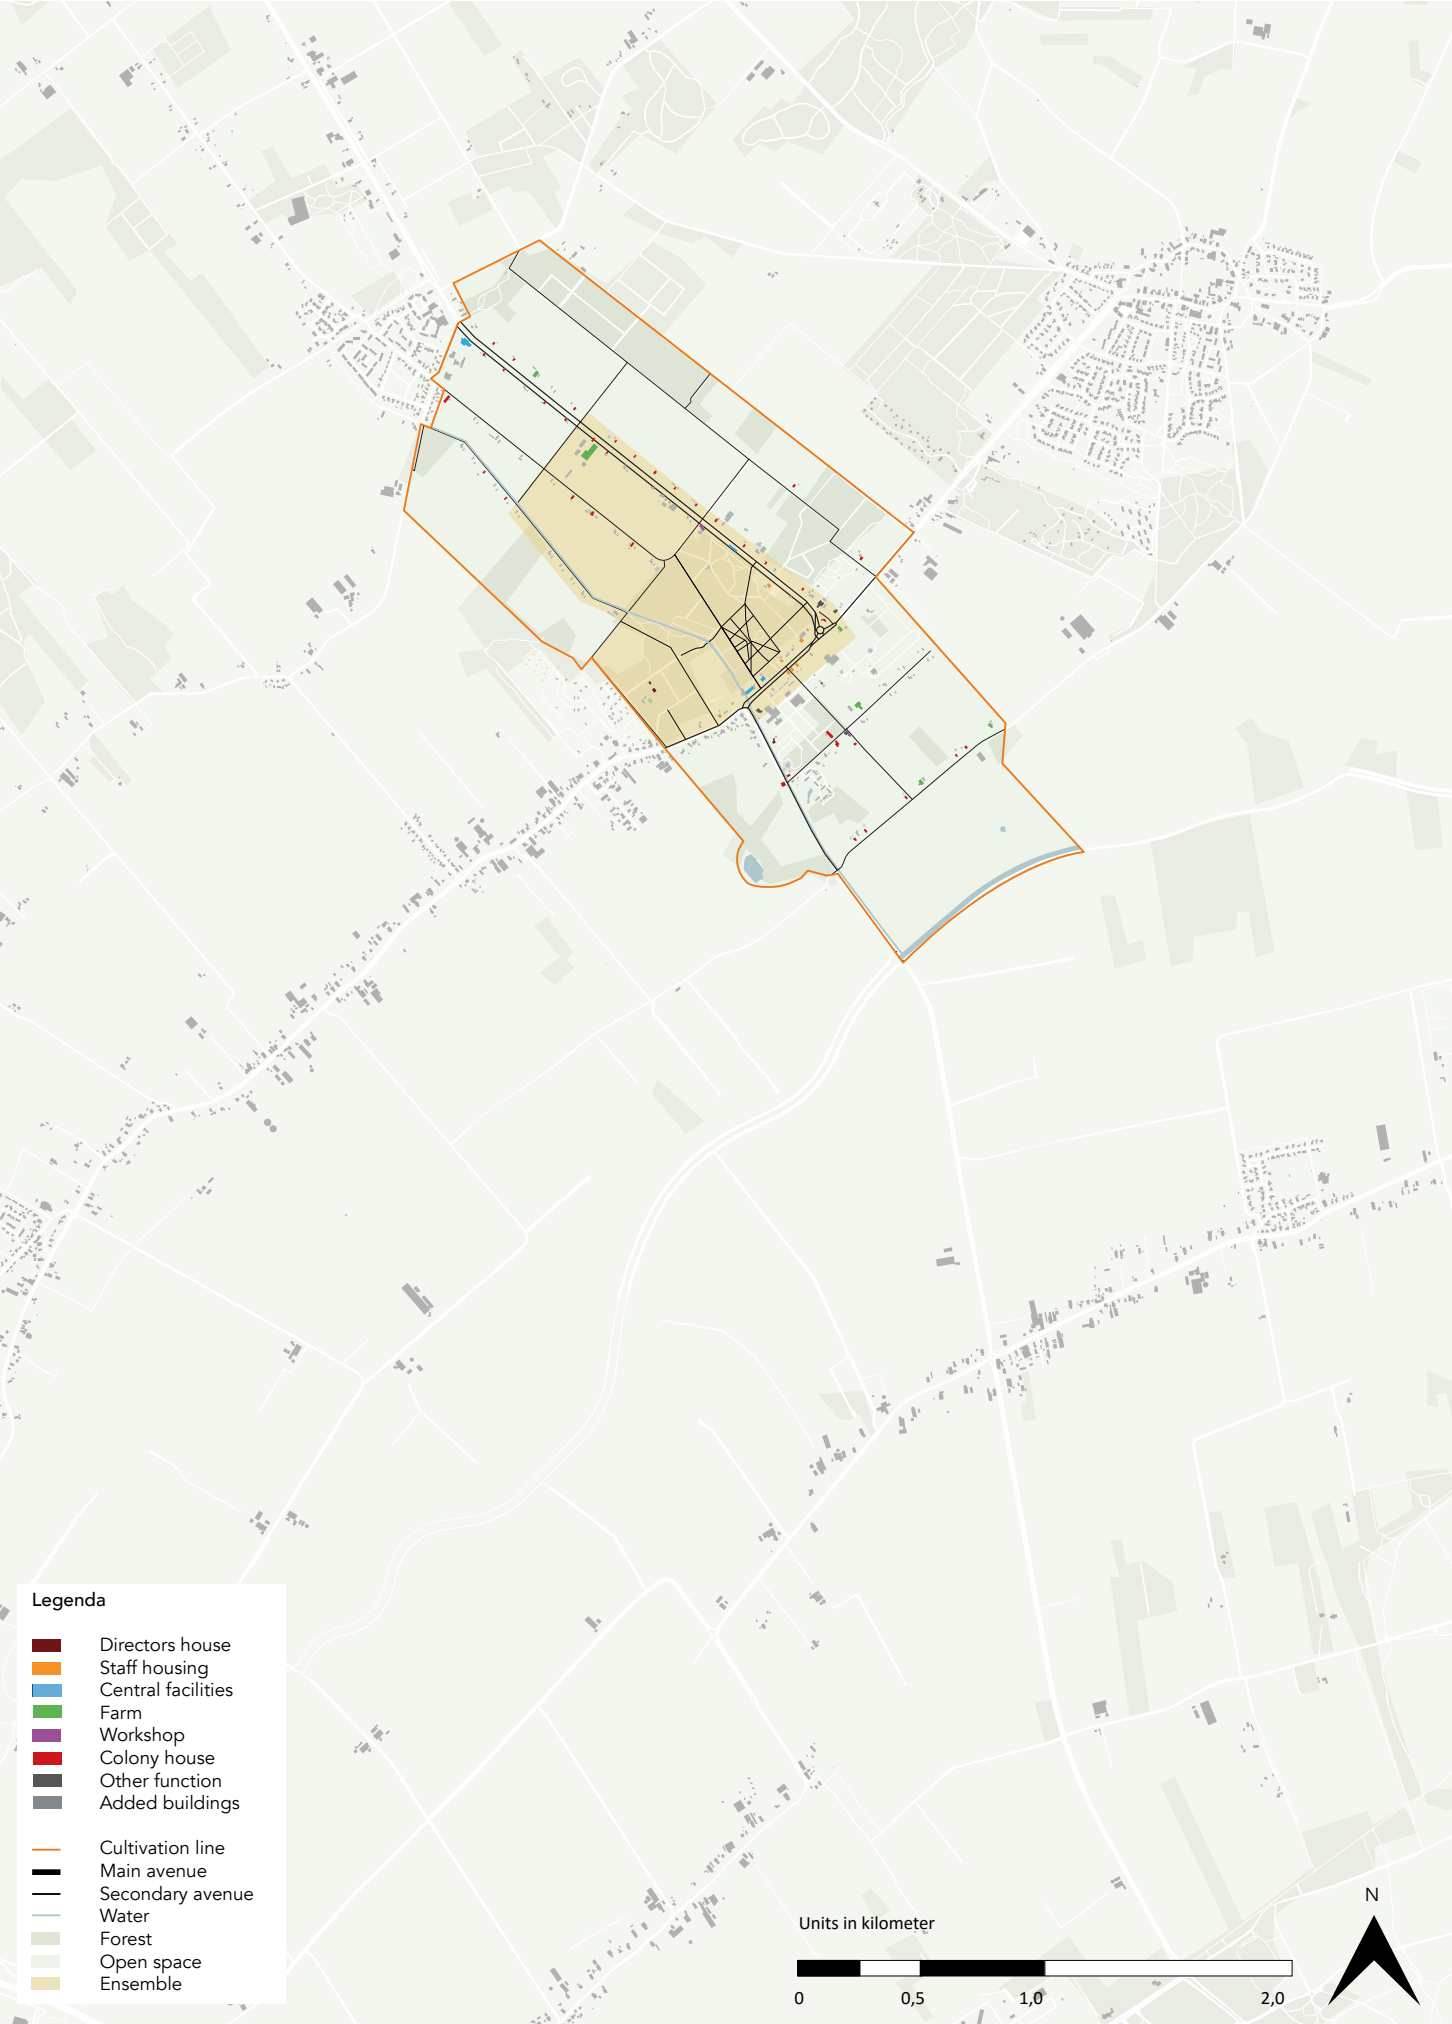 Legenda
Directors house
Staff housing
Central facilities
Farm
Workshop
Colony house
Other function
Added buildings
Cultivation line
Main avenue
Secondary avenue
Water
Forest
Open space
Ensemble
N
Units in kilometer
0 0,5 1,0 2,0